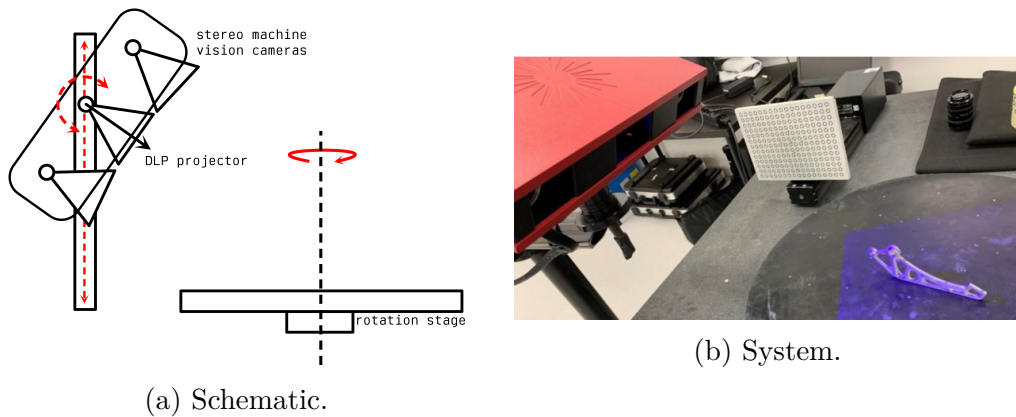 stereo machine
vision cameras
DLP projector
rotation stage
(a) Schematic.
(b) System.